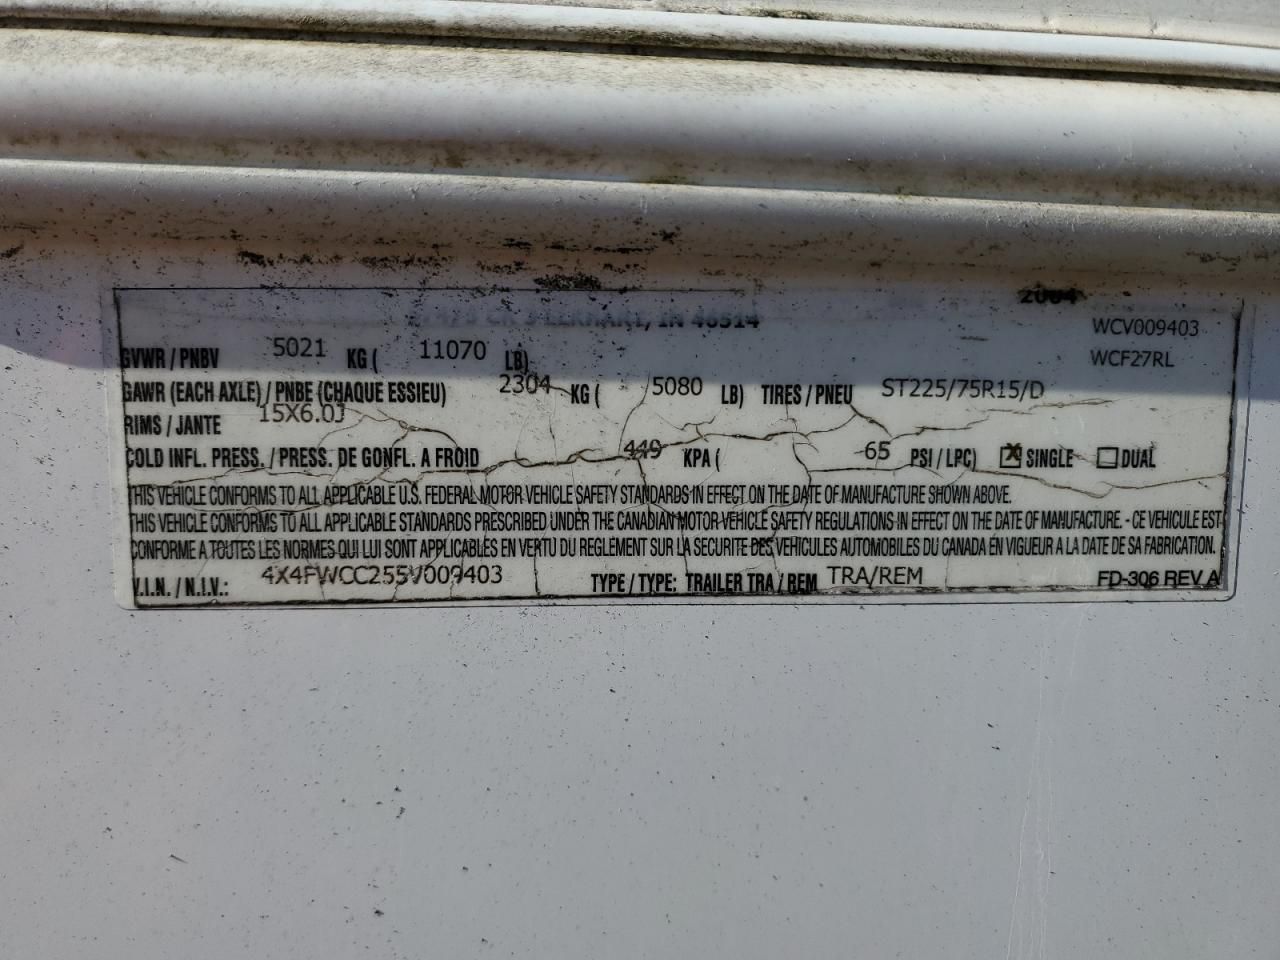 2004
ELKHART, IN 46514 WCV009403
GVWR / PNBV 5021 KG ( 11070 LB) WCF27RL
GAWR (EACH AXLE) / PNBE (CHAQUE ESSIEU) 2304 KG ( 5080 LB) TIRES / PNEU ST225/75R15/D
RIMS / JANTE 15X6.0J
COLD INFL. PRESS. / PRESS. DE GONFL. A FROID 449 KPA ( 65 PSI / LPC) X SINGLE DUAL
THIS VEHICLE CONFORMS TO ALL APPLICABLE U.S. FEDERAL MOTOR VEHICLE SAFETY STANDARDS IN EFFECT ON THE DATE OF MANUFACTURE SHOWN ABOVE.
THIS VEHICLE CONFORMS TO ALL APPLICABLE STANDARDS PRESCRIBED UNDER THE CANADIAN MOTOR VEHICLE SAFETY REGULATIONS IN EFFECT ON THE DATE OF MANUFACTURE. - CE VEHICULE EST
CONFORME A TOUTES LES NORMES QUI LUI SONT APPLICABLES EN VERTU DU REGLEMENT SUR LA SECURITE DES VEHICULES AUTOMOBILES DU CANADA EN VIGUEUR A LA DATE DE SA FABRICATION.
V.I.N. / N.I.V.: 4X4FWCC255V009403 TYPE / TYPE: TRAILER TRA / REM TRA/REM FD-306 REV A